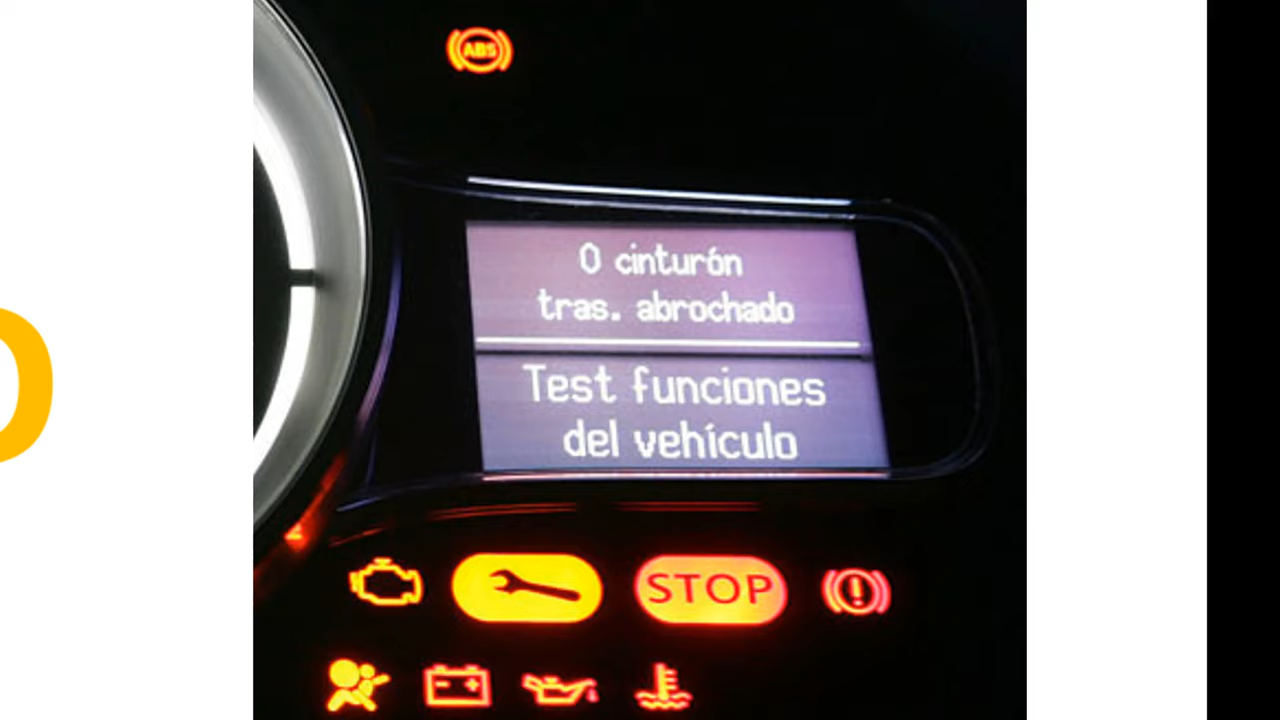 ABS
0 cinturón
tras. abrochado
Test funciones
del vehículo
STOP